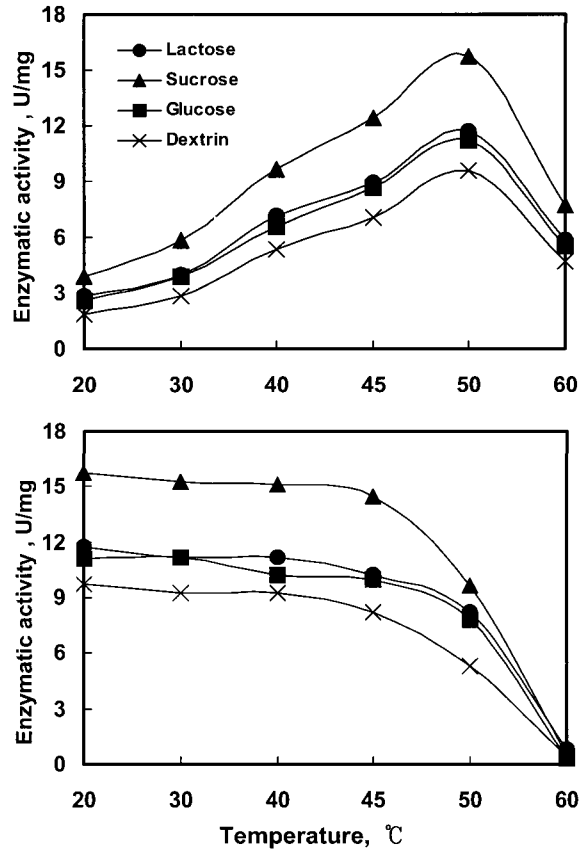 18
15
12
9
6
3
0
Enzymatic activity , U/mg
Lactose
Sucrose
Glucose
Dextrin
20 30 40 45 50 60
18
15
12
9
6
3
0
Enzymatic activity , U/mg
20 30 40 45 50 60
Temperature, ℃